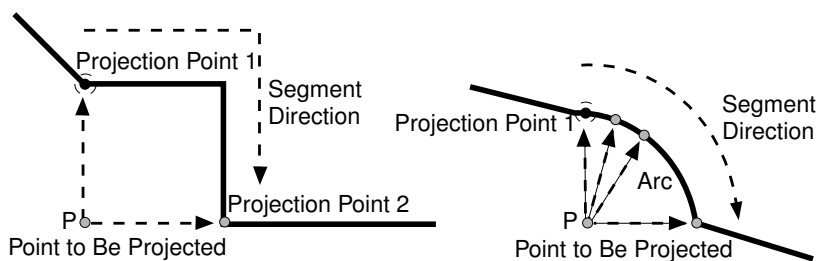 Projection Point 1
Segment
Direction
P
Projection Point 2
Point to Be Projected
Segment
Direction
Projection Point 1
Arc
P
Point to Be Projected